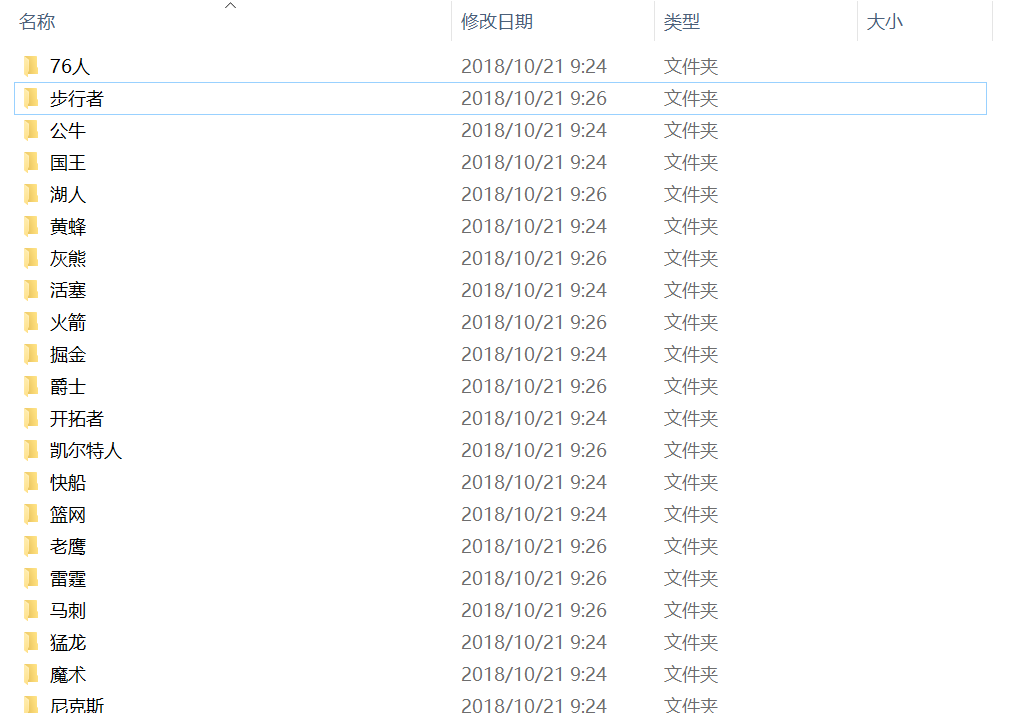 名称 修改日期 类型 大小
76人 2018/10/21 9:24 文件夹
步行者 2018/10/21 9:26 文件夹
公牛 2018/10/21 9:24 文件夹
国王 2018/10/21 9:24 文件夹
湖人 2018/10/21 9:26 文件夹
黄蜂 2018/10/21 9:24 文件夹
灰熊 2018/10/21 9:26 文件夹
活塞 2018/10/21 9:24 文件夹
火箭 2018/10/21 9:26 文件夹
掘金 2018/10/21 9:24 文件夹
爵士 2018/10/21 9:26 文件夹
开拓者 2018/10/21 9:24 文件夹
凯尔特人 2018/10/21 9:26 文件夹
快船 2018/10/21 9:24 文件夹
篮网 2018/10/21 9:24 文件夹
老鹰 2018/10/21 9:26 文件夹
雷霆 2018/10/21 9:26 文件夹
马刺 2018/10/21 9:26 文件夹
猛龙 2018/10/21 9:24 文件夹
魔术 2018/10/21 9:24 文件夹
尼克斯 2018/10/21 9:24 文件夹